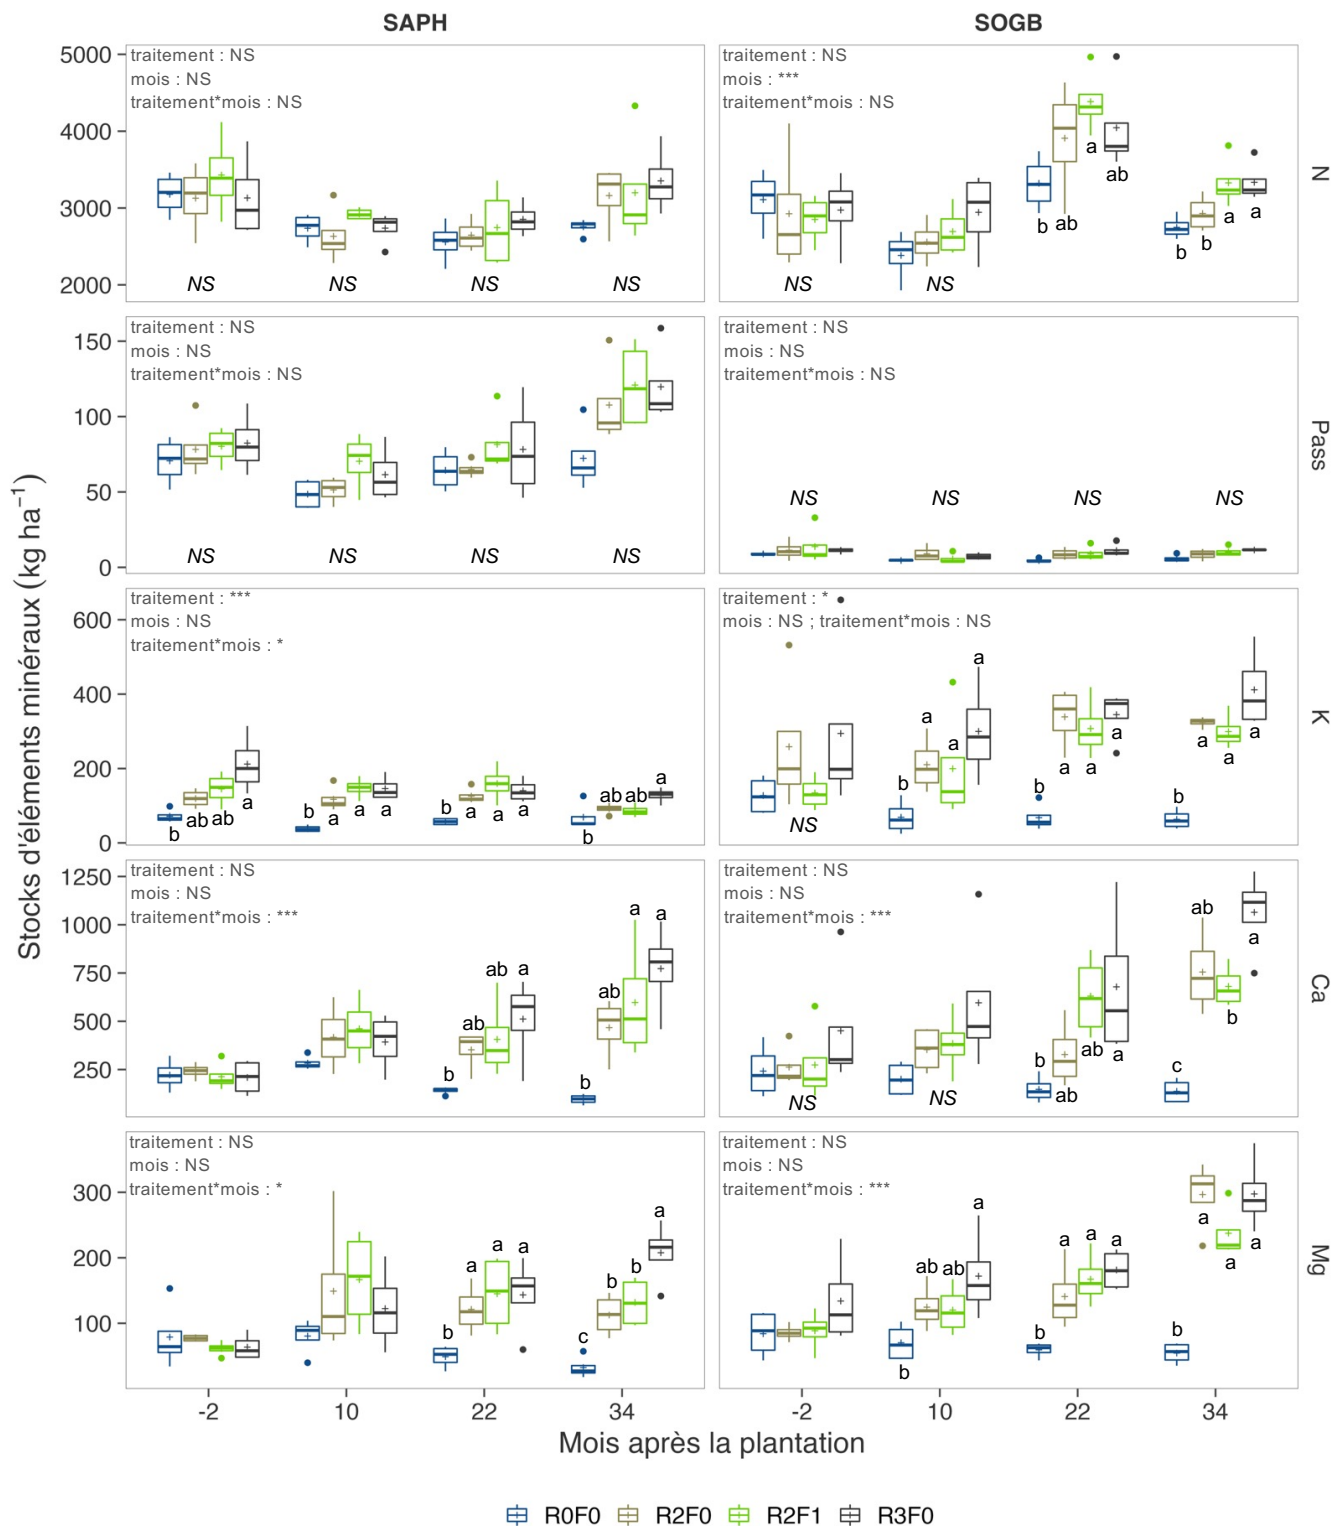 SAPH
SOGB
Stocks d'éléments minéraux (kg ha⁻¹)
5000
4000
3000
2000
traitement : NS
mois : NS
traitement*mois : NS
NS NS NS NS
traitement : NS
mois : ***
traitement*mois : NS
NS NS
b ab a ab
b b a a
N
150
100
50
0
traitement : NS
mois : NS
traitement*mois : NS
NS NS NS NS
traitement : NS
mois : NS
traitement*mois : NS
NS NS NS NS
Pass
600
400
200
0
traitement : ***
mois : NS
traitement*mois : *
b ab ab a
b a a a
b a a a
b ab ab a
traitement : *
mois : NS ; traitement*mois : NS
NS
b a a a
b a a a
b a a a
K
1250
1000
750
500
250
traitement : NS
mois : NS
traitement*mois : ***
b ab ab a
b ab a a
traitement : NS
mois : NS
traitement*mois : ***
NS NS
b ab ab a
c ab b a
Ca
300
200
100
traitement : NS
mois : NS
traitement*mois : *
b a a a
c b b a
traitement : NS
mois : NS
traitement*mois : ***
b ab ab a
b a a a
b a a a
Mg
-2 10 22 34
-2 10 22 34
Mois après la plantation
R0F0 R2F0 R2F1 R3F0